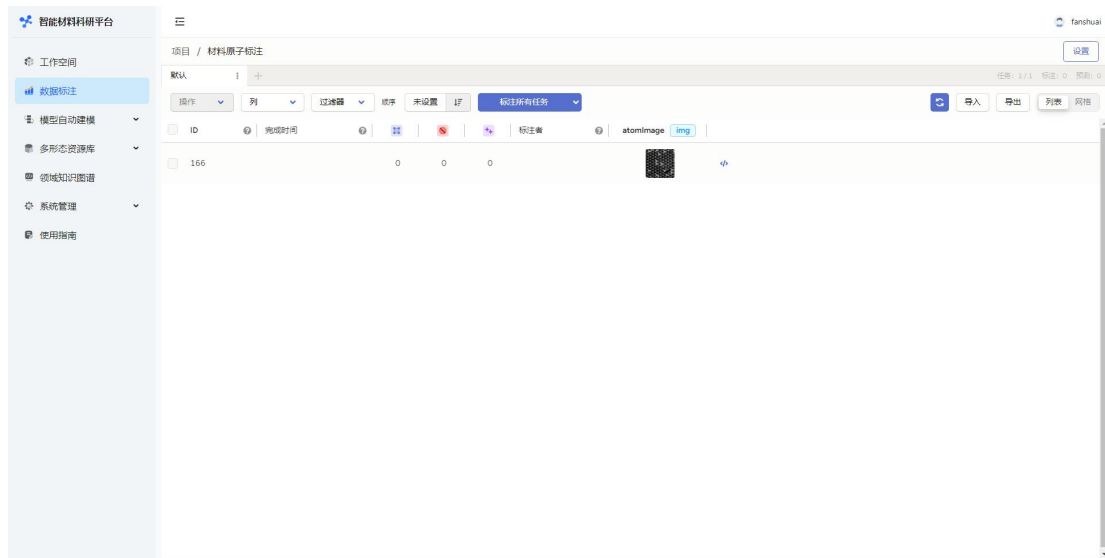 智能材料科研平台
fanshuai
工作空间
数据标注
模型自动建模
多形态资源库
领域知识图谱
系统管理
使用指南
项目 / 材料原子标注
设置
默认
任务: 1/1 标注: 0 预测: 0
操作 列 过滤器 顺序 未设置 标注所有任务 导入 导出 列表 网格
ID 完成时间 标注者 atomImage img
166 0 0 0